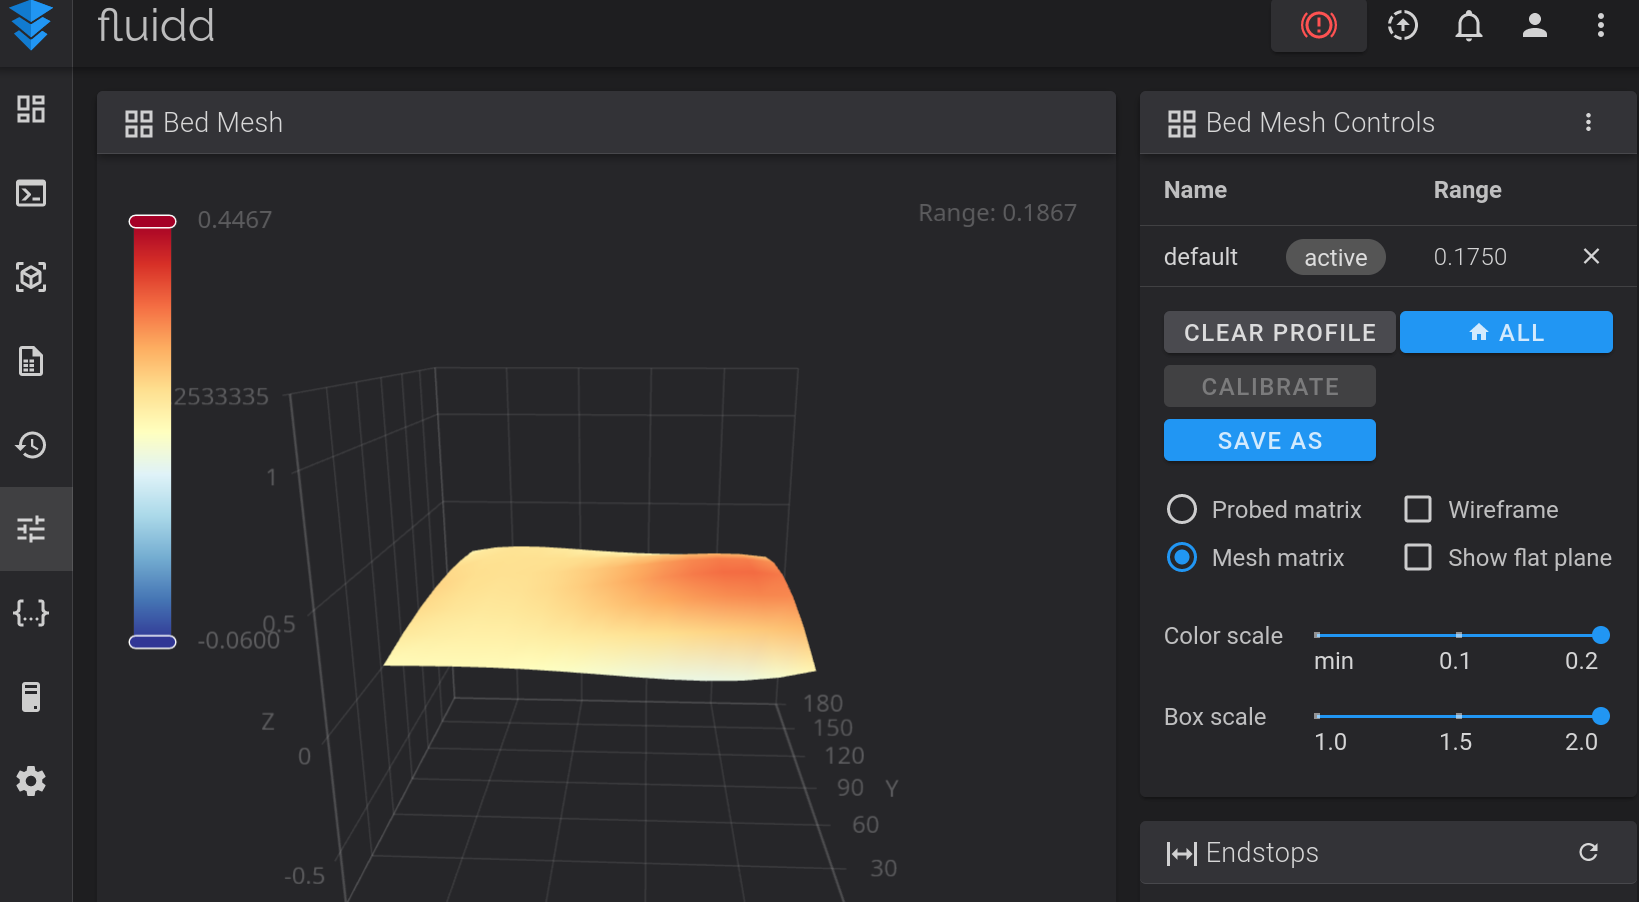 fluidd
Bed Mesh
0.4467
Range: 0.1867
2533335
1
0.5
-0.0600
Z
0
-0.5
180
150
120
90
Y
60
30
Bed Mesh Controls
Name Range
default active 0.1750
CLEAR PROFILE ALL
CALIBRATE
SAVE AS
Probed matrix Wireframe
Mesh matrix Show flat plane
Color scale
min 0.1 0.2
Box scale
1.0 1.5 2.0
Endstops